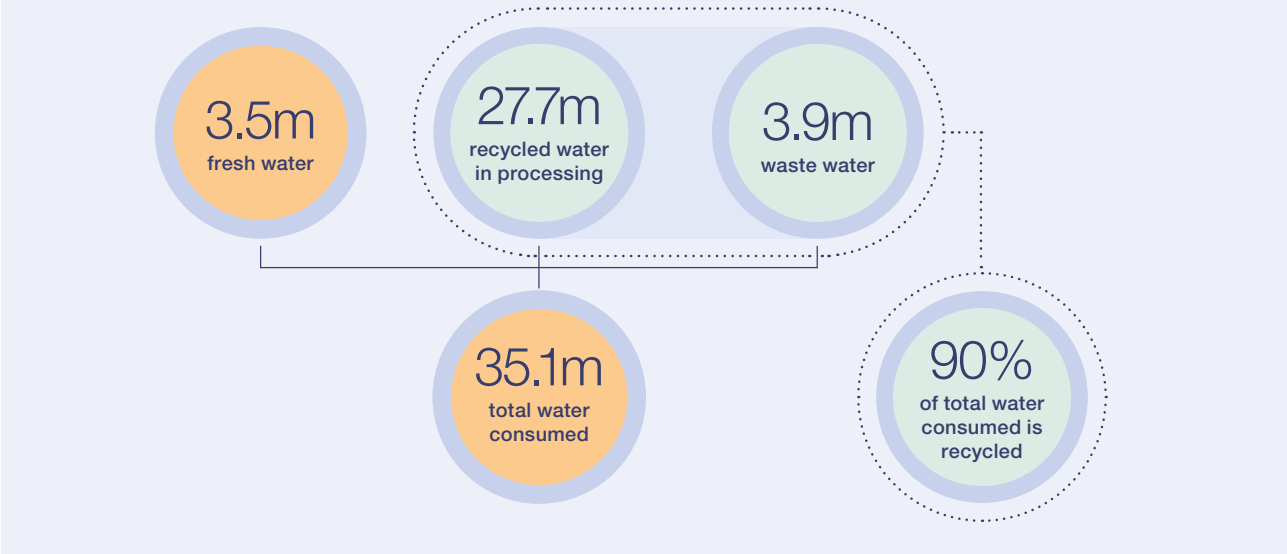 3.5m
fresh water
27.7m
recycled water
in processing
3.9m
waste water
35.1m
total water
consumed
90%
of total water
consumed is
recycled